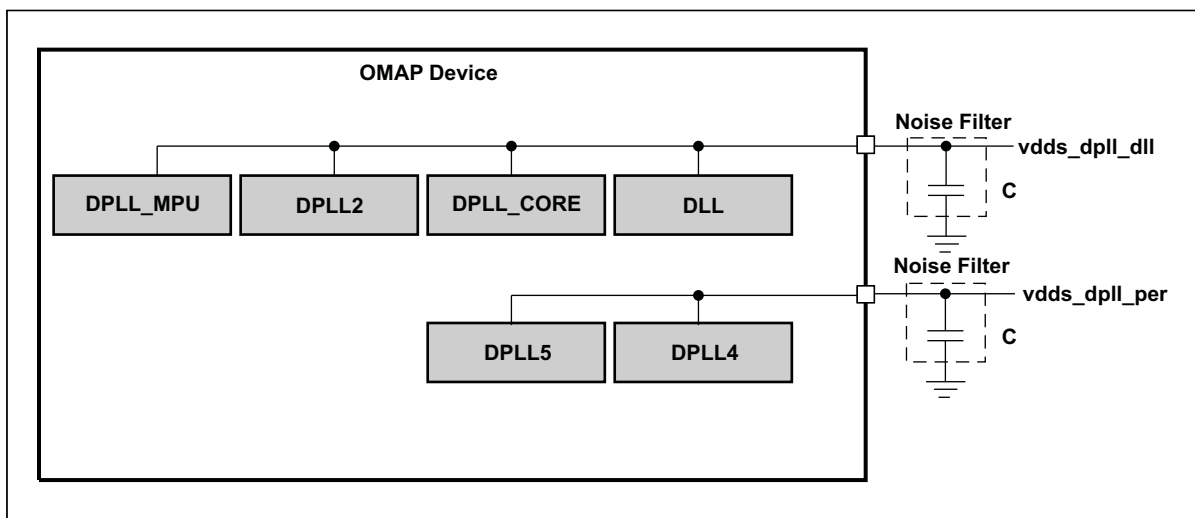 OMAP Device
Noise Filter
vdds_dpll_dll
C
DPLL_MPU
DPLL2
DPLL_CORE
DLL
Noise Filter
vdds_dpll_per
C
DPLL5
DPLL4